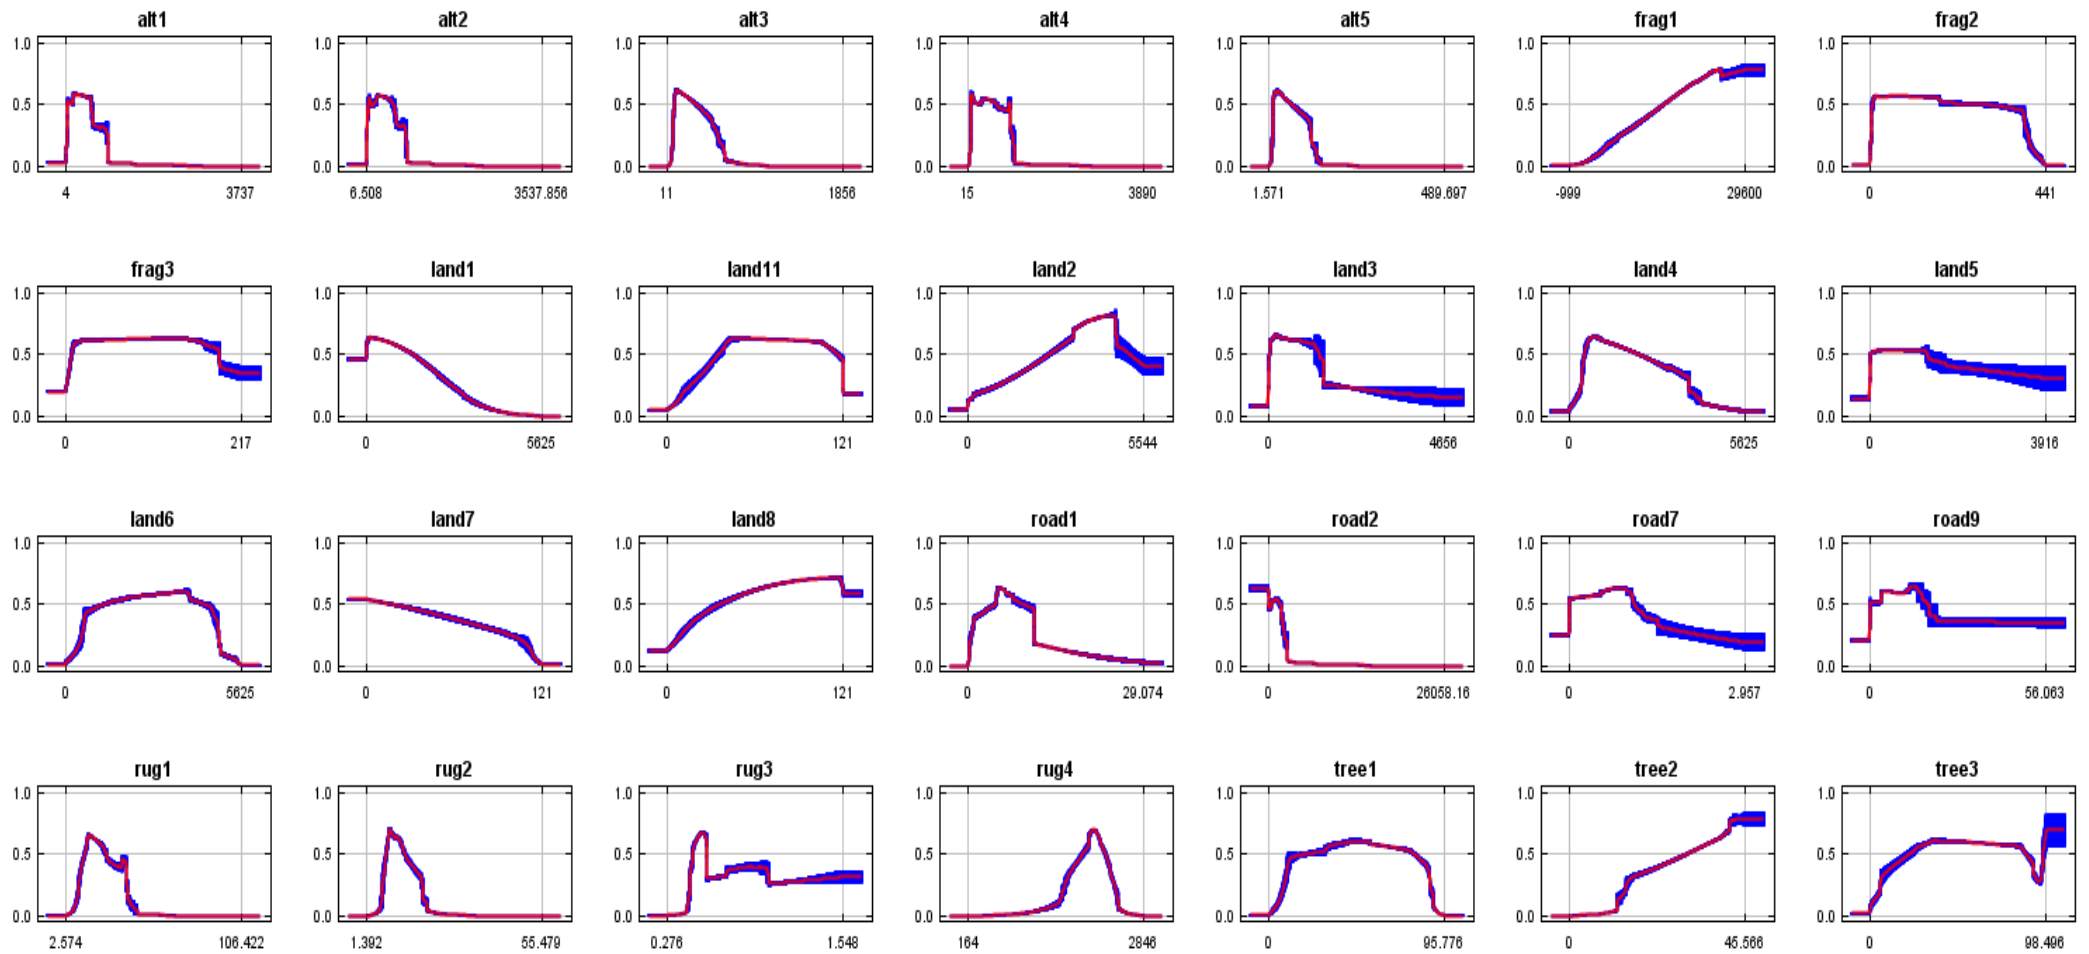 alt1 alt2 alt3 alt4 alt5 frag1 frag2
1.0 1.0 1.0 1.0 1.0 1.0 1.0
0.5 0.5 0.5 0.5 0.5 0.5 0.5
0.0 0.0 0.0 0.0 0.0 0.0 0.0
4 3737 6.508 3537.856 11 1856 15 3890 1.571 489.697 -999 29600 0 441
frag3 land1 land11 land2 land3 land4 land5
1.0 1.0 1.0 1.0 1.0 1.0 1.0
0.5 0.5 0.5 0.5 0.5 0.5 0.5
0.0 0.0 0.0 0.0 0.0 0.0 0.0
0 217 0 5625 0 121 0 5544 0 4656 0 5625 0 3916
land6 land7 land8 road1 road2 road7 road9
1.0 1.0 1.0 1.0 1.0 1.0 1.0
0.5 0.5 0.5 0.5 0.5 0.5 0.5
0.0 0.0 0.0 0.0 0.0 0.0 0.0
0 5625 0 121 0 121 0 29.074 0 26058.16 0 2.957 0 56.063
rug1 rug2 rug3 rug4 tree1 tree2 tree3
1.0 1.0 1.0 1.0 1.0 1.0 1.0
0.5 0.5 0.5 0.5 0.5 0.5 0.5
0.0 0.0 0.0 0.0 0.0 0.0 0.0
2.574 106.422 1.392 55.479 0.276 1.548 164 2846 0 95.776 0 45.566 0 98.496